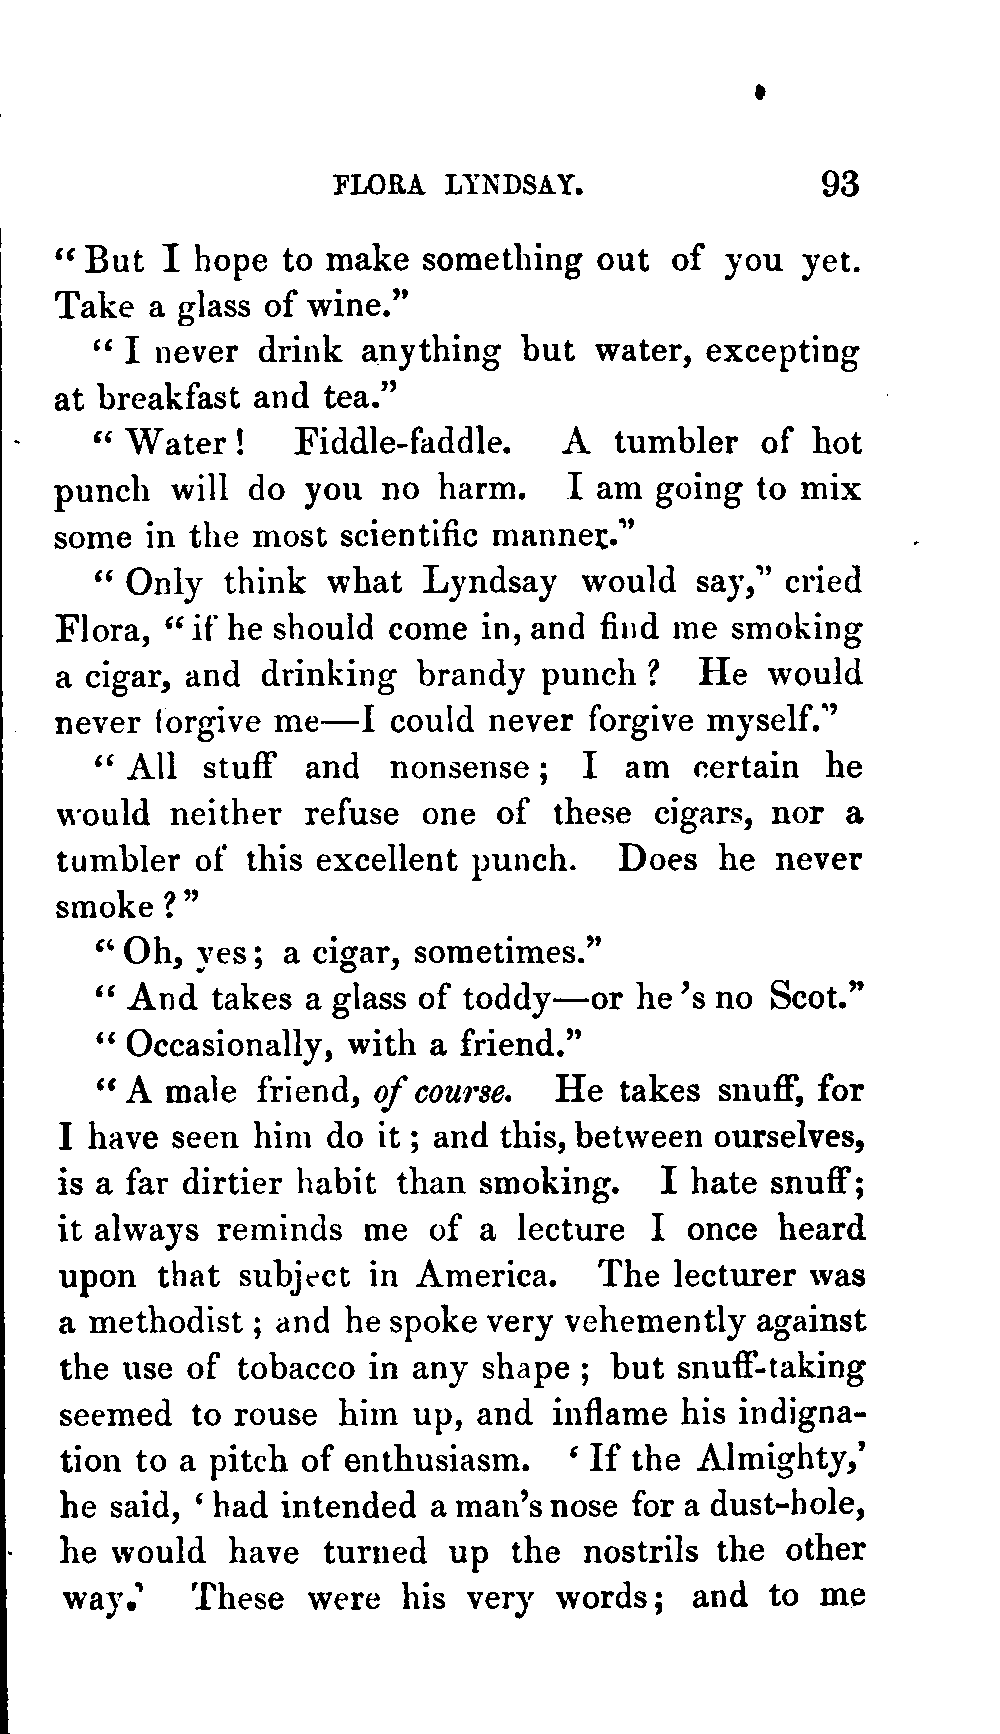 FLORA LYNDSAY. 93
“But I hope to make something out of you yet.
Take a glass of wine.”
“I never drink anything but water, excepting
at breakfast and tea.”
“Water! Fiddle-faddle. A tumbler of hot
punch will do you no harm. I am going to mix
some in the most scientific manner.”
“Only think what Lyndsay would say,” cried
Flora, “if he should come in, and find me smoking
a cigar, and drinking brandy punch? He would
never forgive me—I could never forgive myself.”
“All stuff and nonsense; I am certain he
would neither refuse one of these cigars, nor a
tumbler of this excellent punch. Does he never
smoke?”
“Oh, yes; a cigar, sometimes.”
“And takes a glass of toddy—or he’s no Scot.”
“Occasionally, with a friend.”
“A male friend, of course. He takes snuff, for
I have seen him do it; and this, between ourselves,
is a far dirtier habit than smoking. I hate snuff;
it always reminds me of a lecture I once heard
upon that subject in America. The lecturer was
a methodist; and he spoke very vehemently against
the use of tobacco in any shape; but snuff-taking
seemed to rouse him up, and inflame his indigna-
tion to a pitch of enthusiasm. ‘If the Almighty,’
he said, ‘had intended a man’s nose for a dust-hole,
he would have turned up the nostrils the other
way.’ These were his very words; and to me